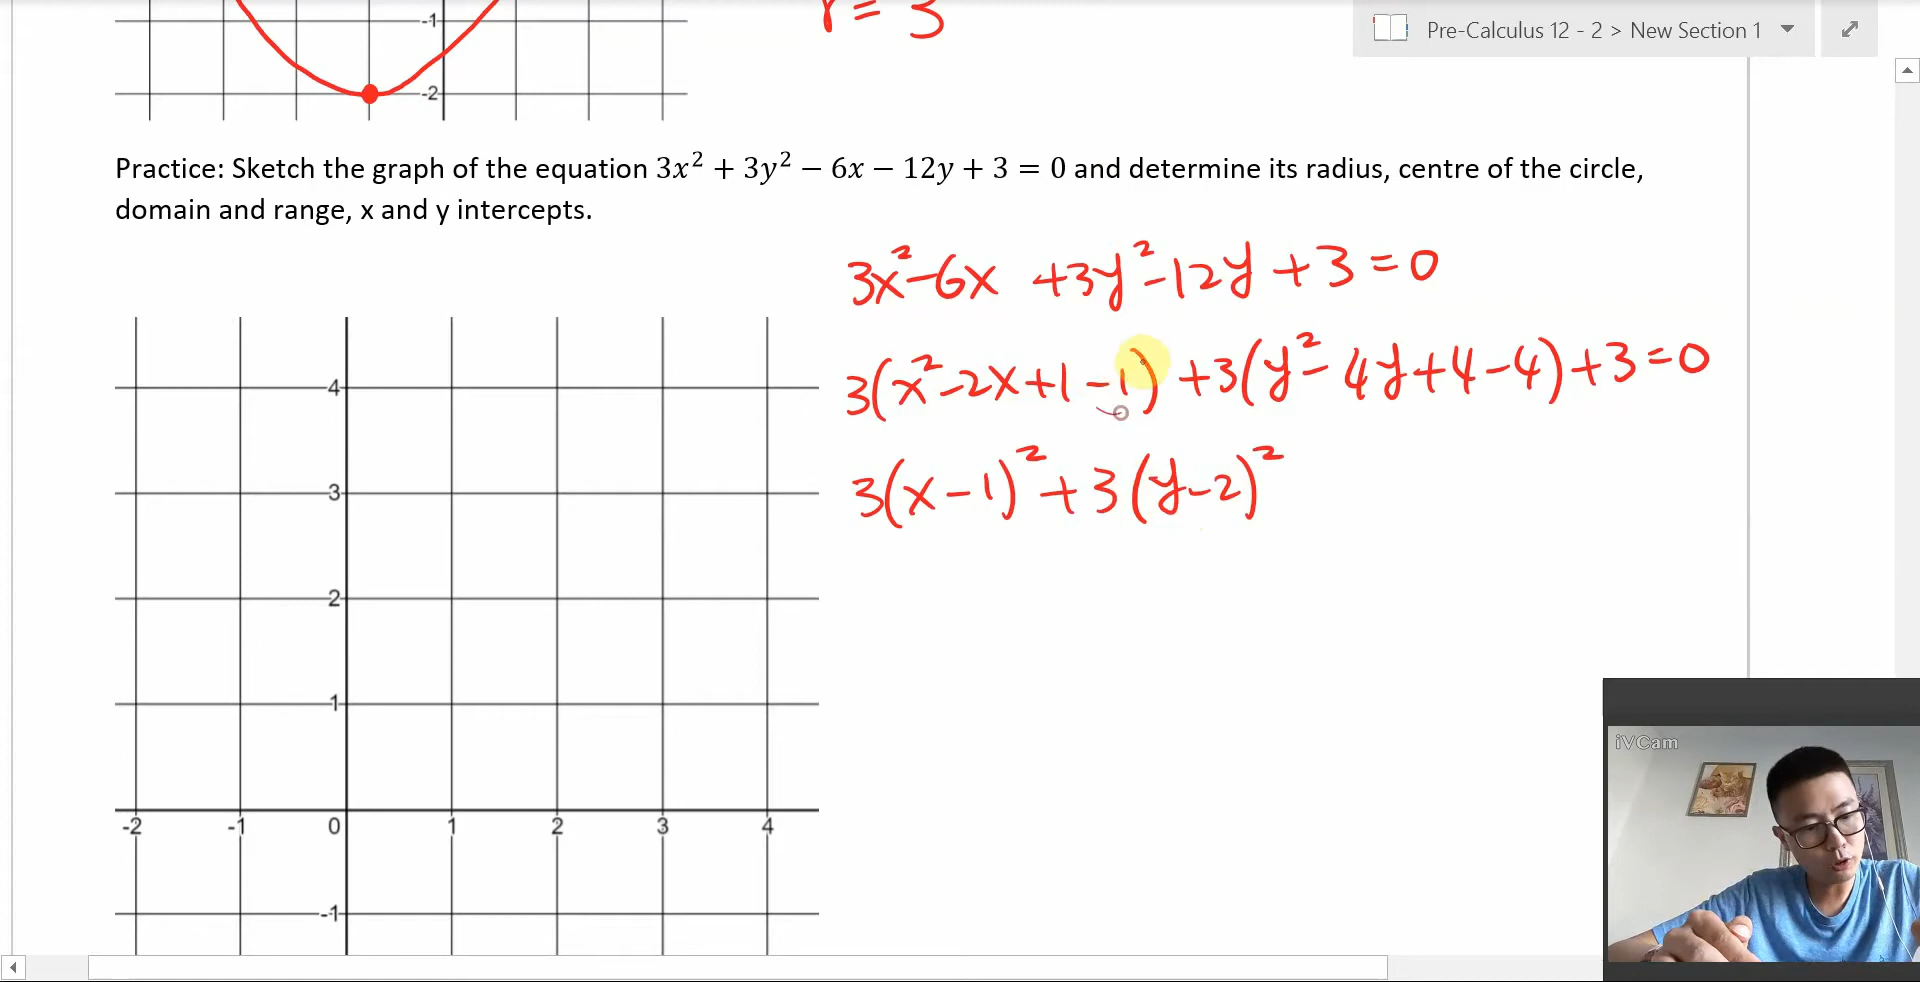 r = 3
Pre-Calculus 12 - 2 > New Section 1
-1
-2
Practice: Sketch the graph of the equation 3x² + 3y² − 6x − 12y + 3 = 0 and determine its radius, centre of the circle,
domain and range, x and y intercepts.
3x²-6x +3y²-12y+3=0
3(x²-2x+1-1)+3(y²-4y+4-4)+3=0
3(x-1)²+3(y-2)²
4
3
2
1
-2 -1 0 1 2 3 4
-1
iVCam